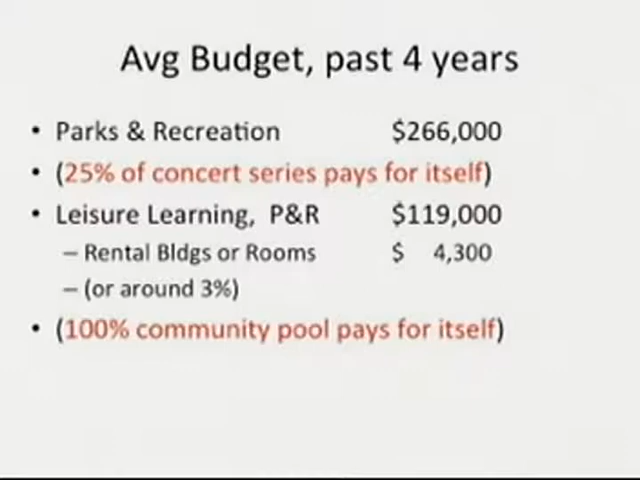 Avg Budget, past 4 years
• Parks & Recreation $266,000
• (25% of concert series pays for itself)
• Leisure Learning, P&R $119,000
– Rental Bldgs or Rooms $ 4,300
– (or around 3%)
• (100% community pool pays for itself)